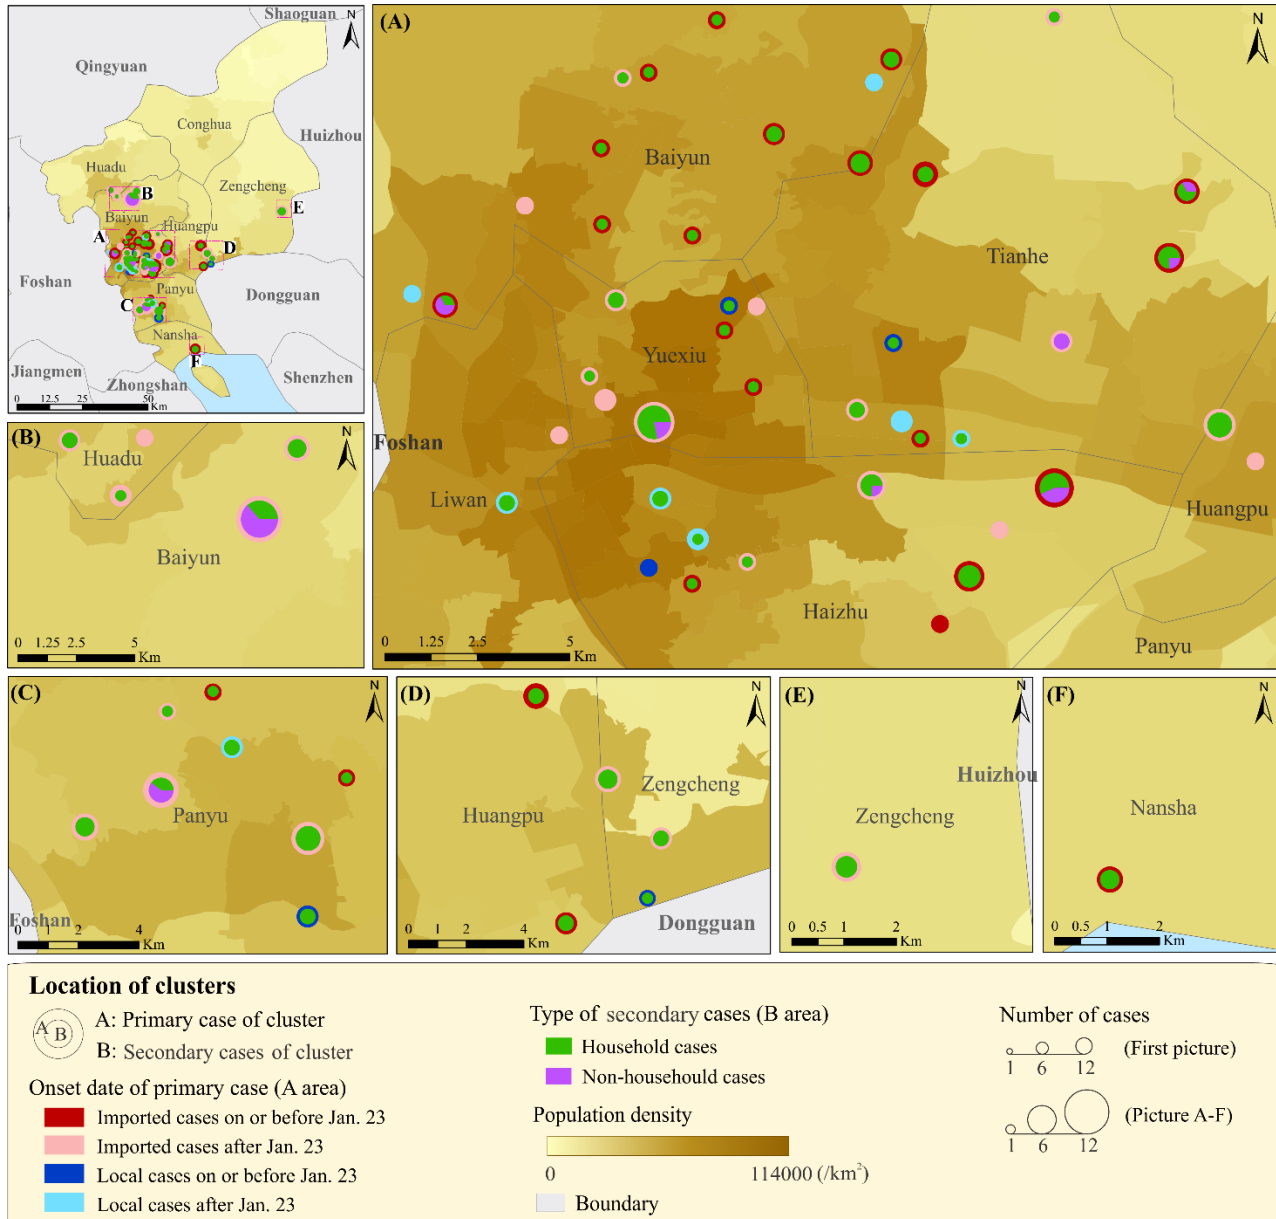 Shaoguan
N
Qingyuan
Conghua
Huizhou
Huadu
Zengcheng
B
E
Baiyun
Huangpu
A
D
Foshan
Panyu
Dongguan
C
Nansha
F
Jiangmen
Zhongshan
Shenzhen
0 12.5 25 50
Km
(A)
N
Baiyun
Tianhe
Yuexiu
Foshan
Liwan
Huangpu
Haizhu
Panyu
0 1.25 2.5 5
Km
(B)
N
Huadu
Baiyun
0 1.25 2.5 5
Km
(C)
N
Panyu
Foshan
0 1 2 4
Km
(D)
N
Zengcheng
Huangpu
Dongguan
0 1 2 4
Km
(E)
N
Huizhou
Zengcheng
0 0.5 1 2
Km
(F)
N
Nansha
0 0.5 1 2
Km
Location of clusters
A B
A: Primary case of cluster
B: Secondary cases of cluster
Onset date of primary case (A area)
Imported cases on or before Jan. 23
Imported cases after Jan. 23
Local cases on or before Jan. 23
Local cases after Jan. 23
Type of secondary cases (B area)
Household cases
Non-househould cases
Population density
0 114000 (/km²)
Boundary
Number of cases
1 6 12 (First picture)
1 6 12 (Picture A-F)